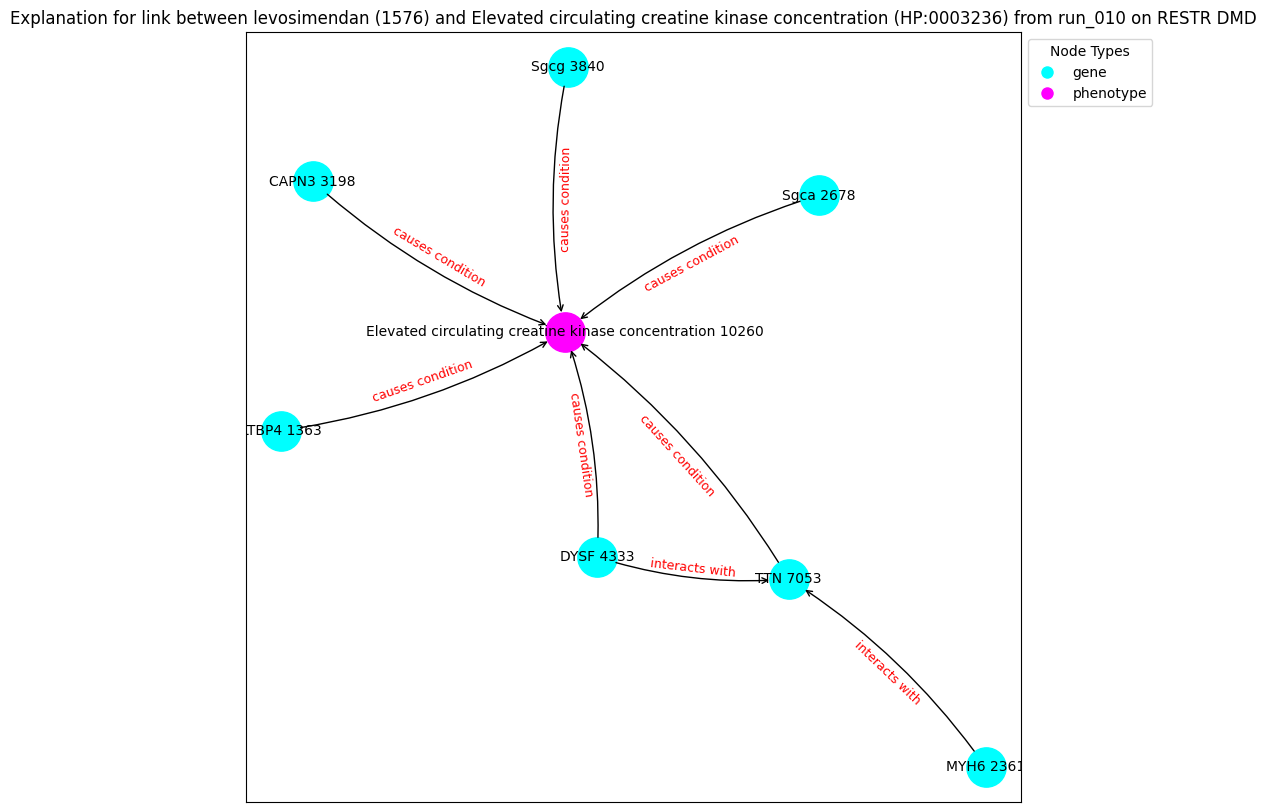 Explanation for link between levosimendan (1576) and Elevated circulating creatine kinase concentration (HP:0003236) from run_010 on RESTR DMD
Node Types
gene
phenotype
Sgcg 3840
CAPN3 3198
Sgca 2678
causes condition
causes condition
causes condition
Elevated circulating creatine kinase concentration 10260
causes condition
LTBP4 1363
causes condition
causes condition
DYSF 4333
interacts with
TTN 7053
interacts with
MYH6 2361